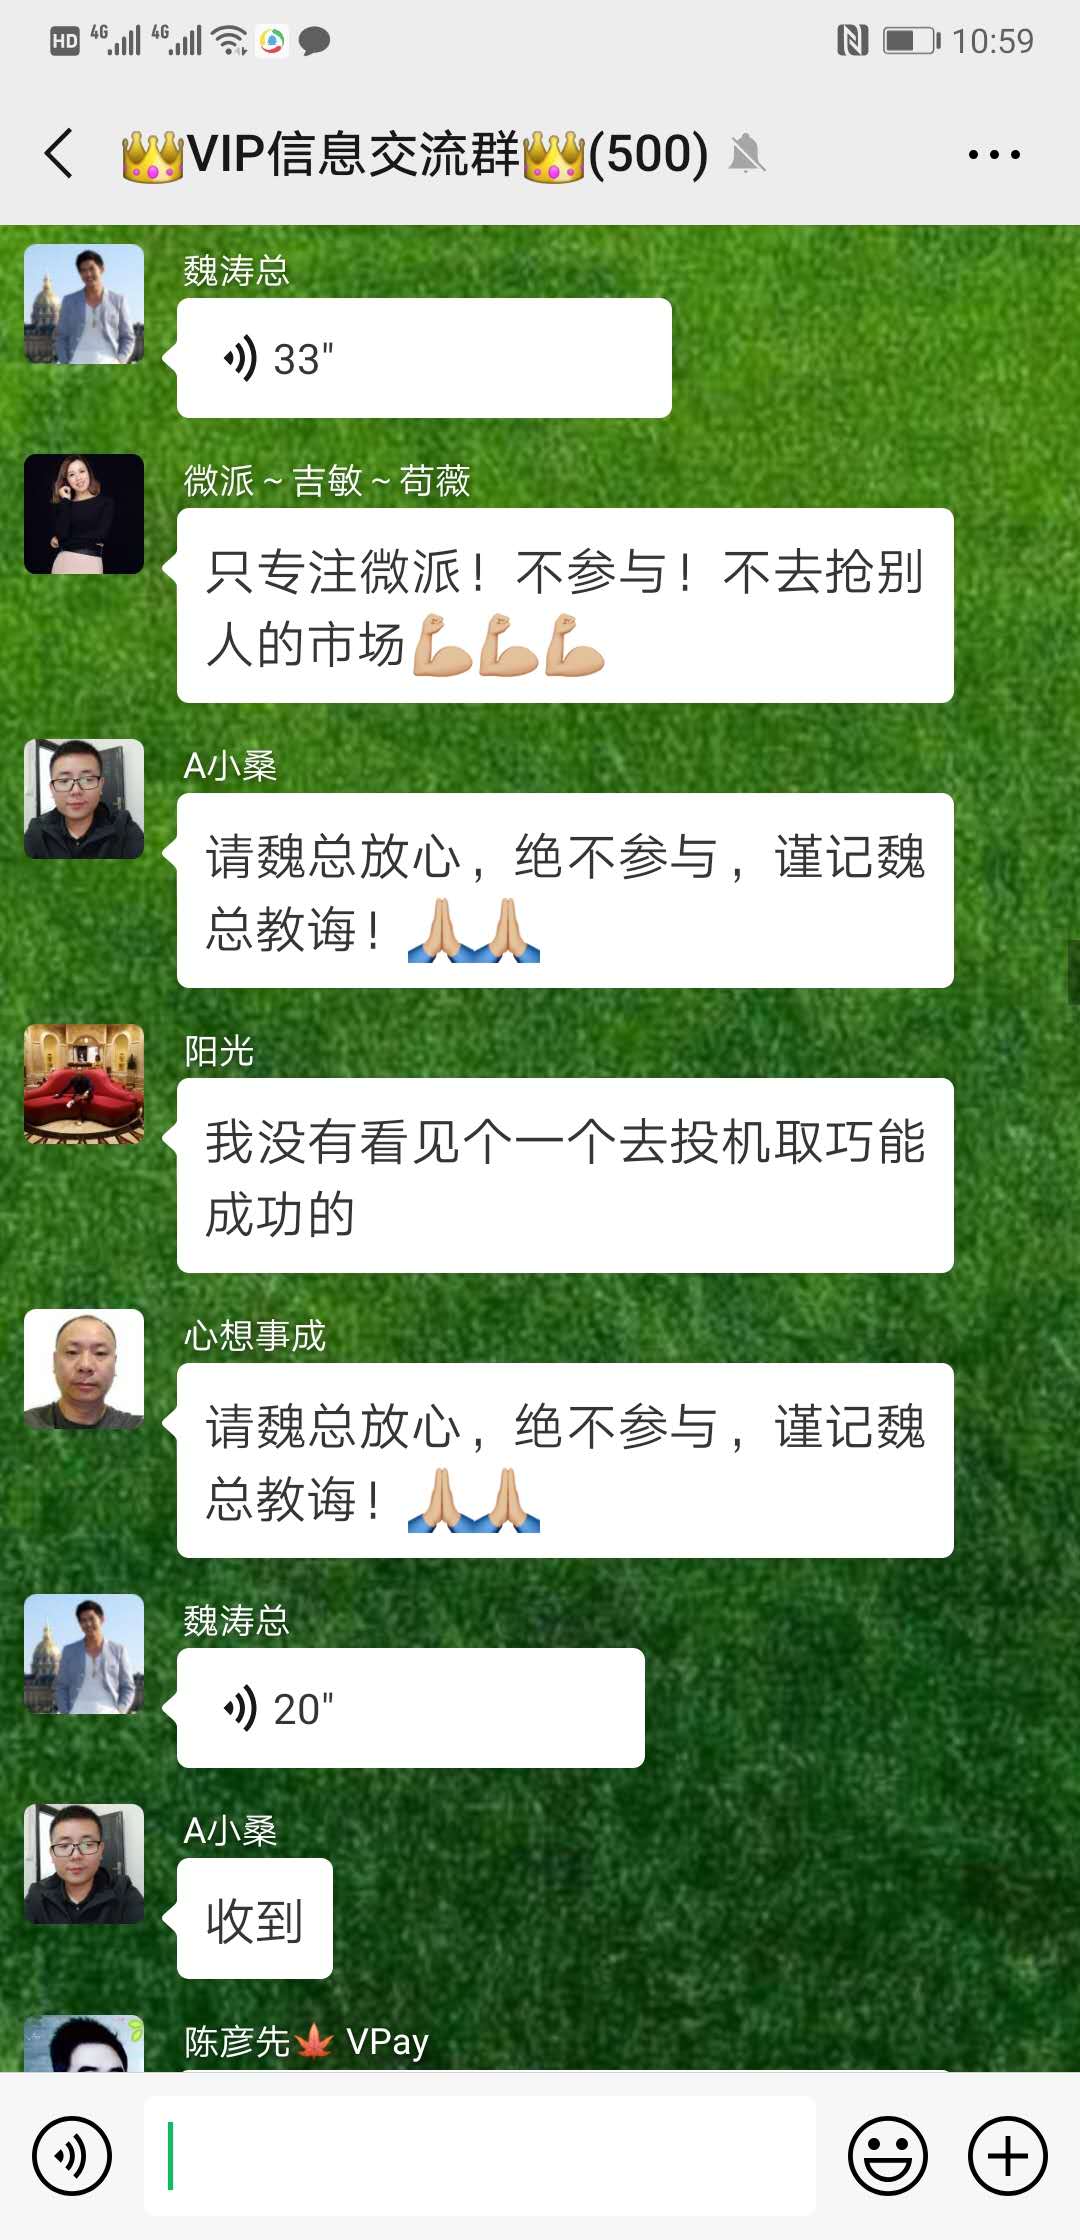 HD 4G 4G 10:59
VIP信息交流群(500)
魏涛总
33"
微派~吉敏~苟薇
只专注微派！不参与！不去抢别
人的市场
A小桑
请魏总放心，绝不参与，谨记魏
总教诲！
阳光
我没有看见个一个去投机取巧能
成功的
心想事成
请魏总放心，绝不参与，谨记魏
总教诲！
魏涛总
20"
A小桑
收到
陈彦先🍁 VPay